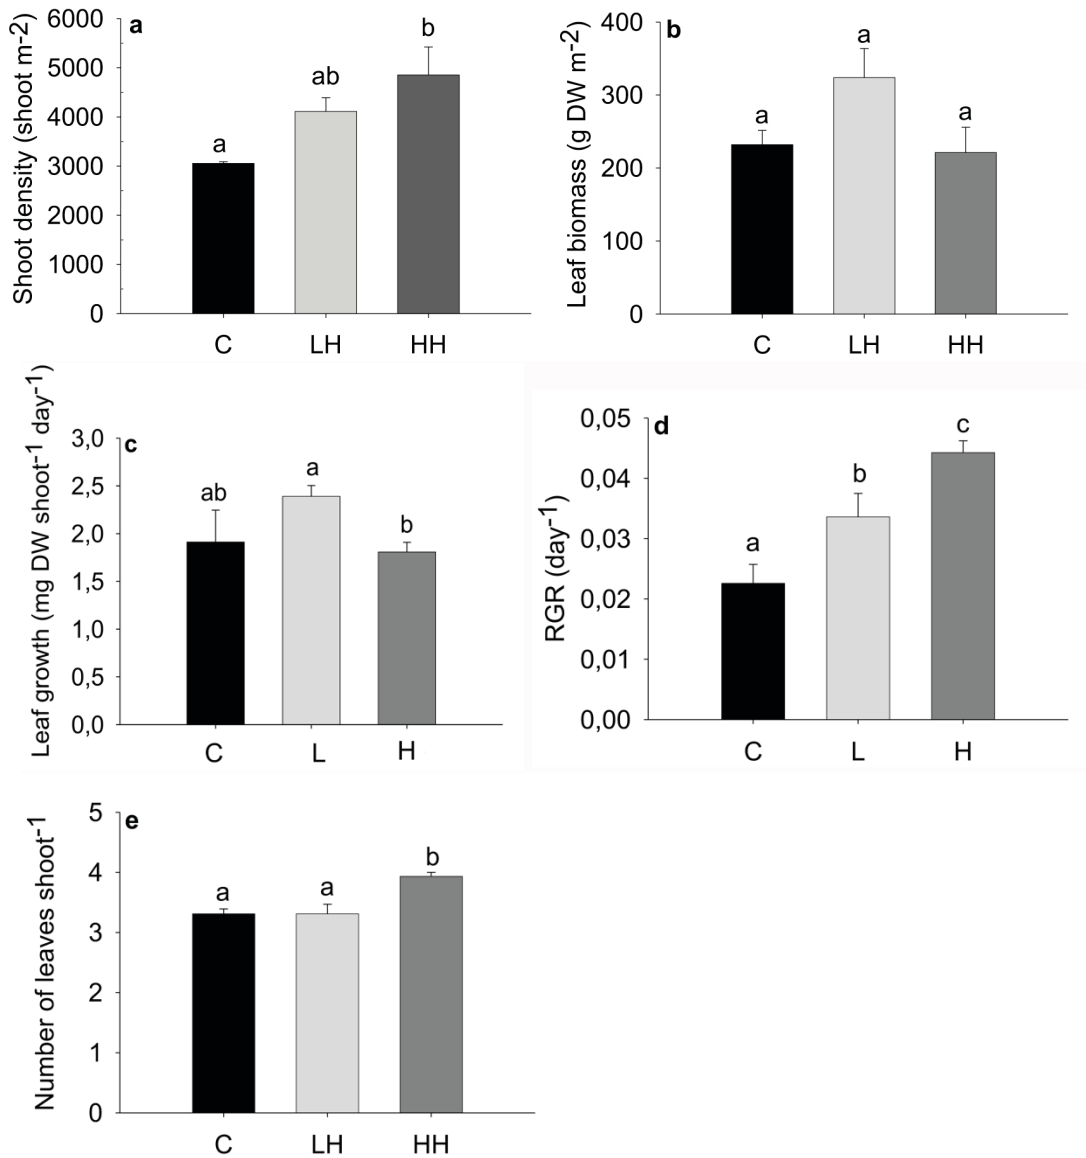 a
Shoot density (shoot m-2)
6000
5000
4000
3000
2000
1000
0
a
ab
b
C LH HH
b
Leaf biomass (g DW m-2)
400
300
200
100
0
a
a
a
C LH HH
c
Leaf growth (mg DW shoot-1 day-1)
3,0
2,5
2,0
1,5
1,0
0,5
0,0
ab
a
b
C L H
d
RGR (day-1)
0,05
0,04
0,03
0,02
0,01
0,00
a
b
c
C L H
e
Number of leaves shoot-1
5
4
3
2
1
0
a
a
b
C LH HH